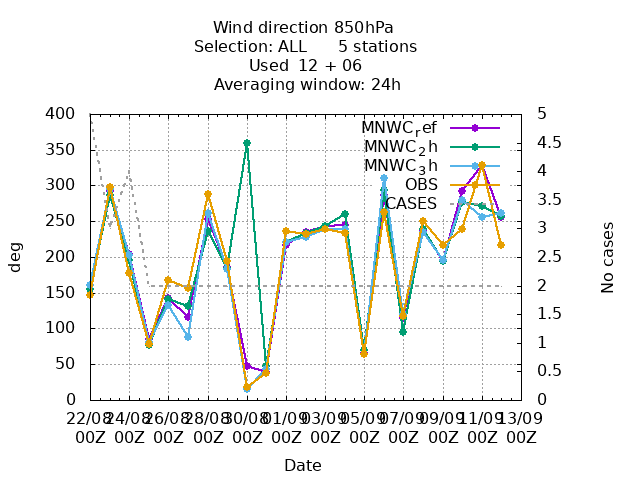 Wind direction 850hPa
Selection: ALL 5 stations
Used 12 + 06
Averaging window: 24h
400
350
300
250
200
150
100
50
0
deg
5
4.5
4
3.5
3
2.5
2
1.5
1
0.5
0
No cases
MNWCref
MNWC2h
MNWC3h
OBS
CASES
22/08 24/08 26/08 28/08 30/08 01/09 03/09 05/09 07/09 09/09 11/09 13/09
00Z 00Z 00Z 00Z 00Z 00Z 00Z 00Z 00Z 00Z 00Z 00Z
Date